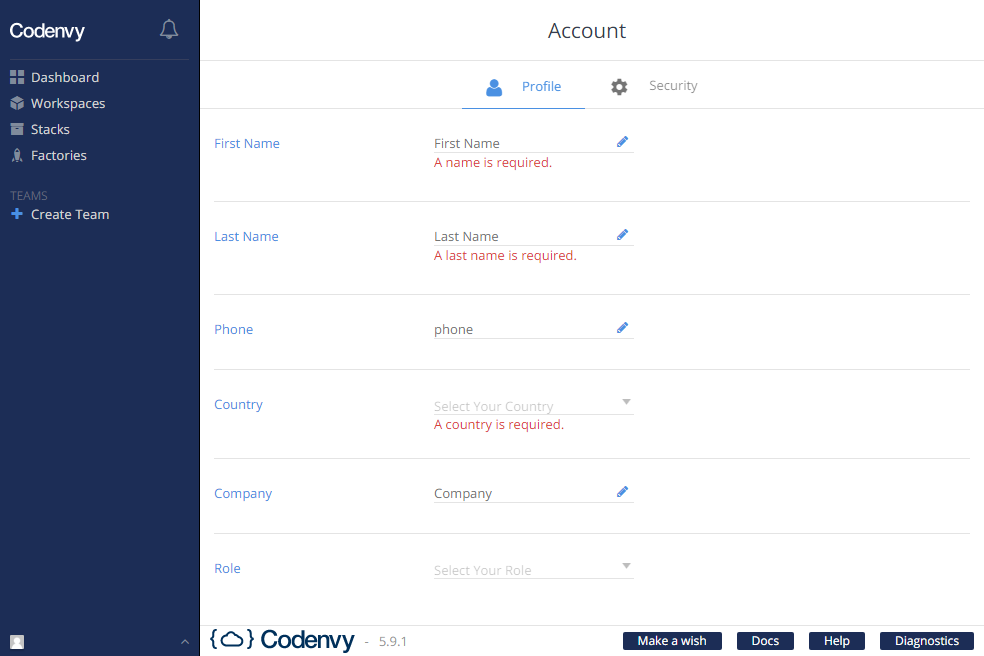 Codenvy
Dashboard
Workspaces
Stacks
Factories
TEAMS
Create Team
Account
Profile
Security
First Name
First Name
A name is required.
Last Name
Last Name
A last name is required.
Phone
phone
Country
Select Your Country
A country is required.
Company
Company
Role
Select Your Role
{ } Codenvy - 5.9.1
Make a wish
Docs
Help
Diagnostics